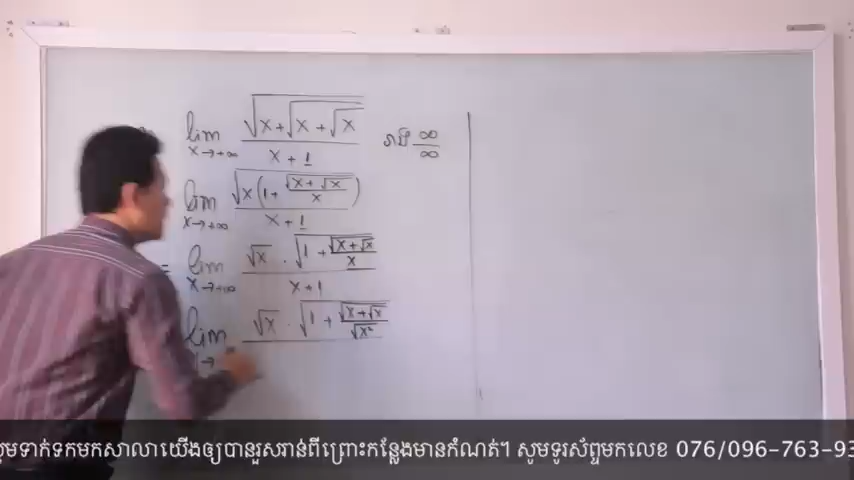 lim x→+∞ √(x+√(x+√x)) / (x+1) រាង ∞/∞
lim x→+∞ √(x(1+√(x+√x)/x)) / (x+1)
= lim x→+∞ √x · √(1+√(x+√x)/x) / (x+1)
lim √x · √(1+√(x+√x)/√x²)
សូមទាក់ទងមកសាលាយើងឲ្យបានរួសរាន់ពីព្រោះកន្លែងមានកំណត់។ សូមទូរស័ព្ទមកលេខ 076/096-763-93